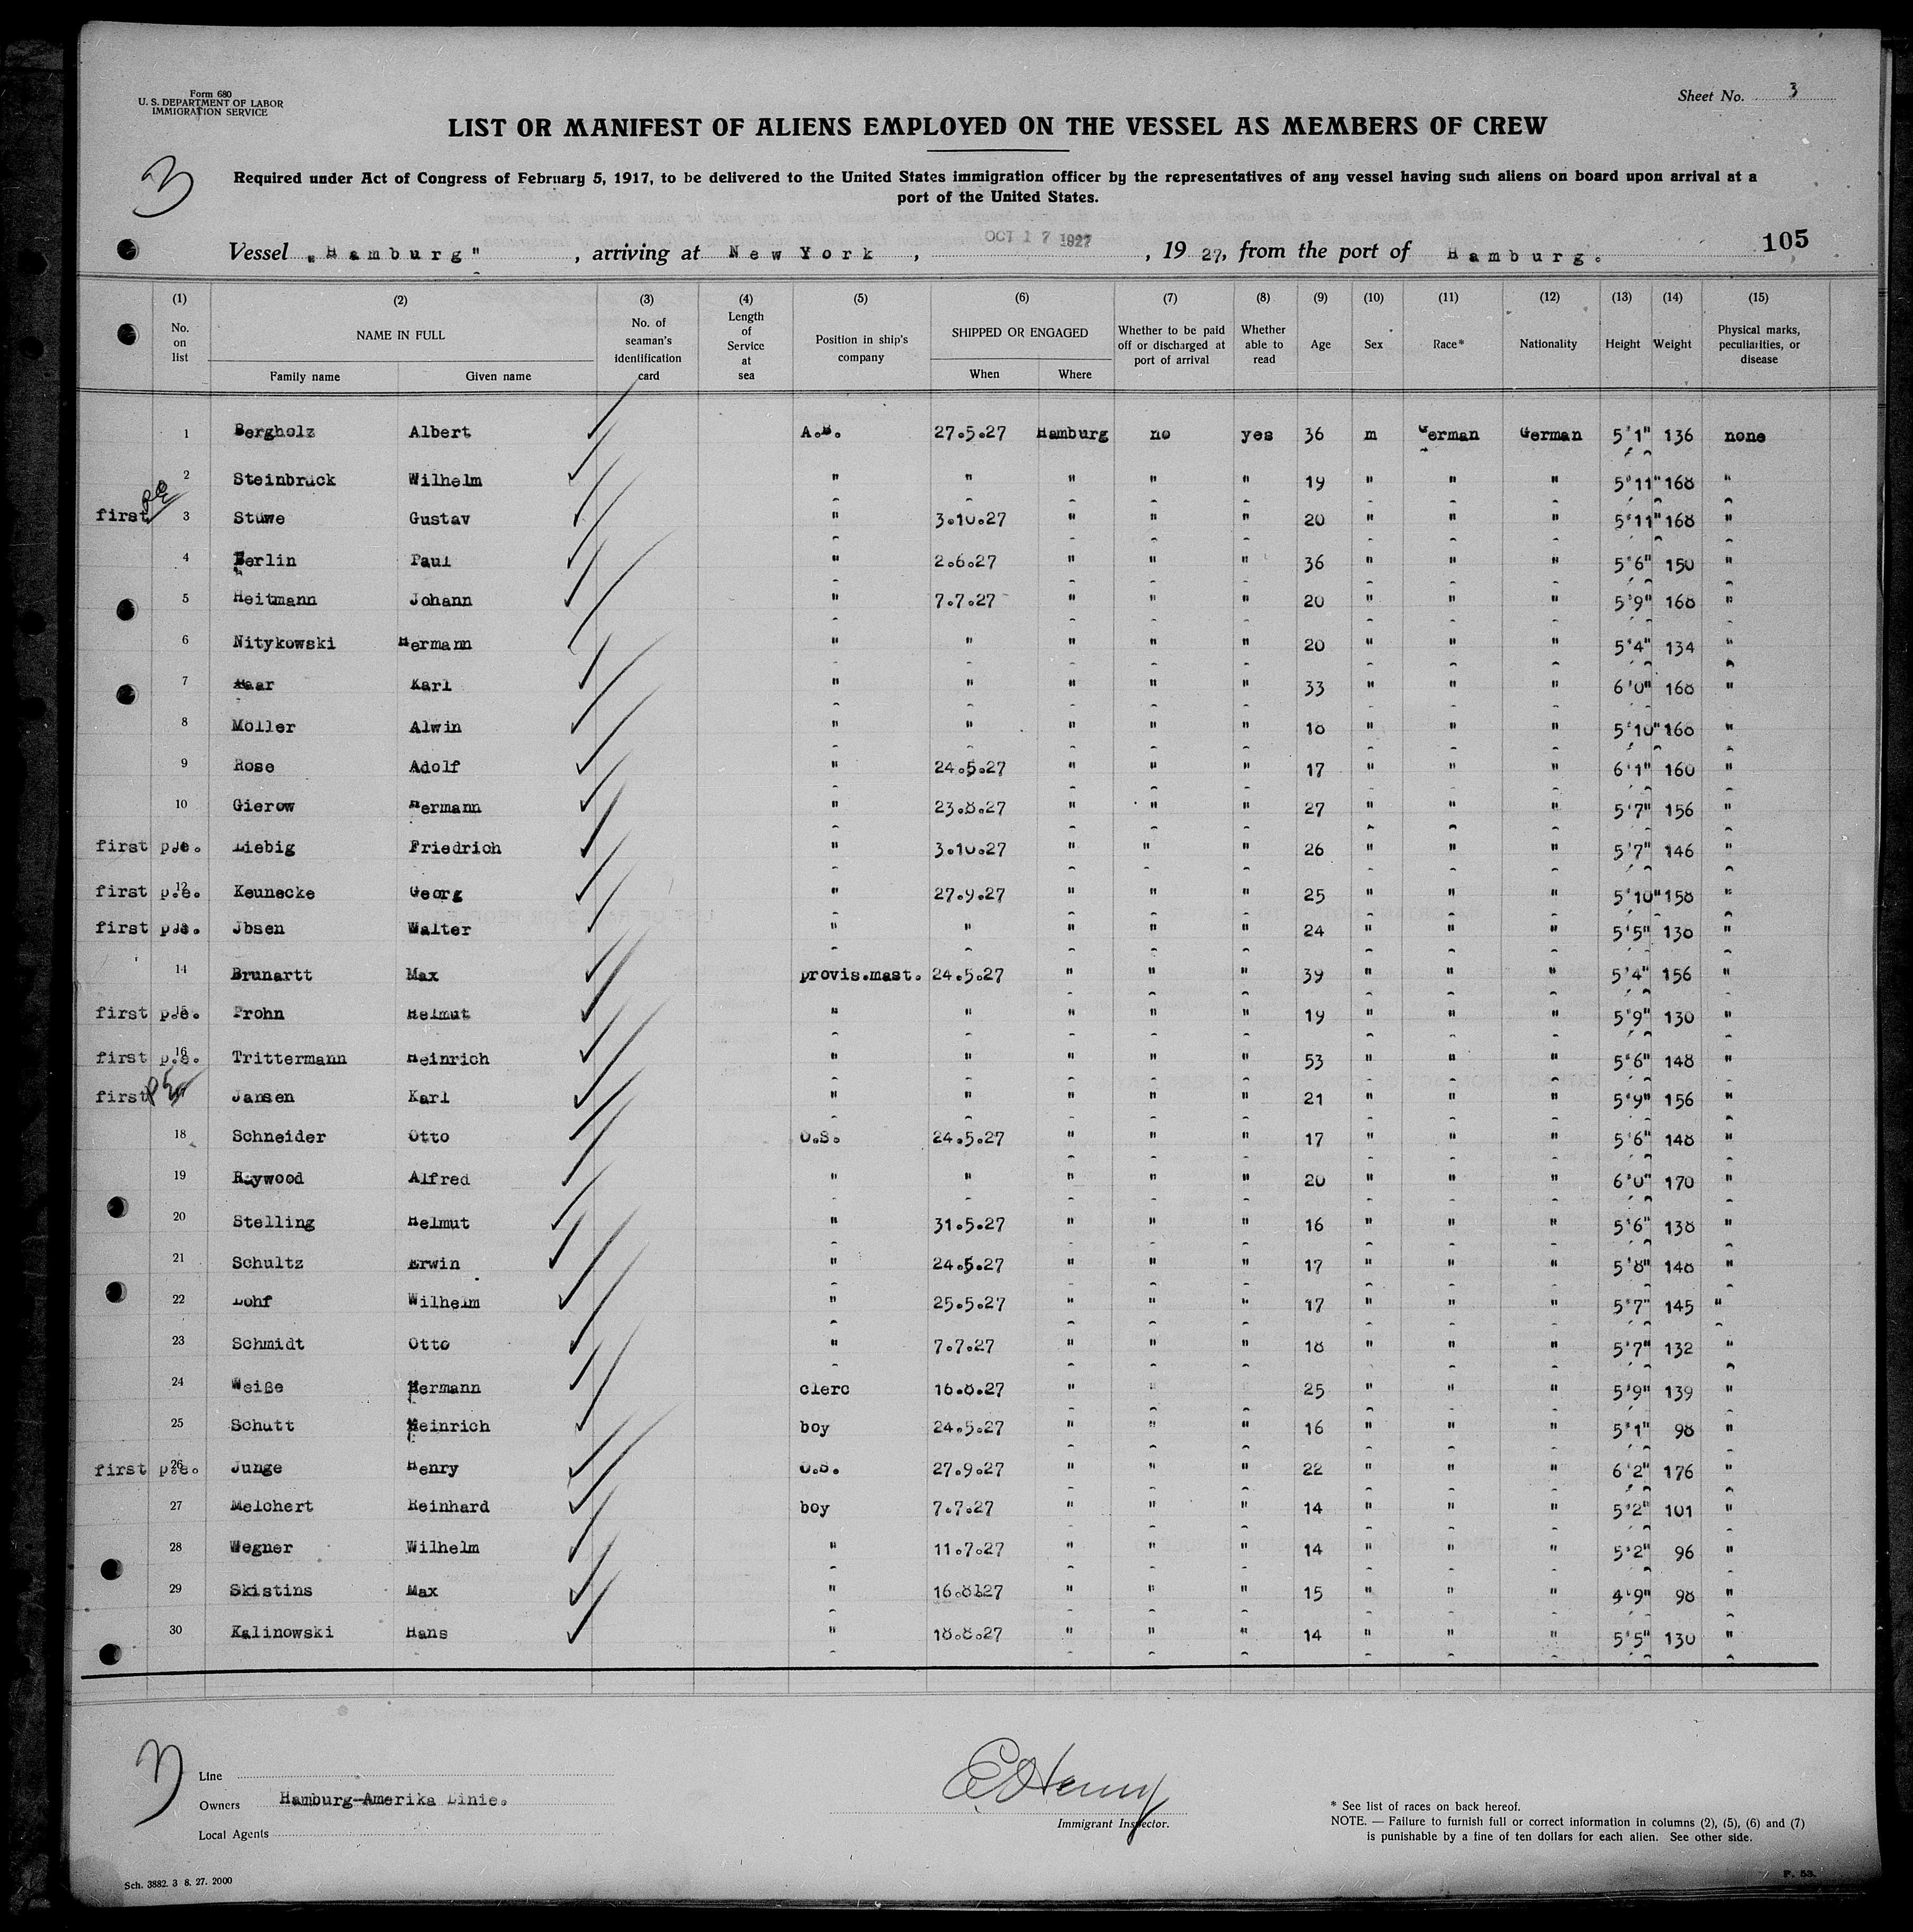 Form 680
U. S. DEPARTMENT OF LABOR
IMMIGRATION SERVICE
Sheet No. 3
LIST OR MANIFEST OF ALIENS EMPLOYED ON THE VESSEL AS MEMBERS OF CREW
3
Required under Act of Congress of February 5, 1917, to be delivered to the United States immigration officer by the representatives of any vessel having such aliens on board upon arrival at a
port of the United States.
OCT 17 1927
105
Vessel "Hamburg", arriving at New York, , 19 27, from the port of Hamburg.
(1) (2) (3) (4) (5) (6) (7) (8) (9) (10) (11) (12) (13) (14) (15)
No. on list NAME IN FULL No. of seaman's identification card Length of Service at sea Position in ship's company SHIPPED OR ENGAGED Whether to be paid off or discharged at port of arrival Whether able to read Age Sex Race* Nationality Height Weight Physical marks, peculiarities, or disease
Family name Given name When Where
1 Bergholz Albert A.B. 27.5.27 Hamburg no yes 36 m German German 5'1" 136 none
2 Steinbruck Wilhelm " " " " " 19 " " " 5'11" 168 "
first pe 3 Stuwe Gustav " 3.10.27 " " " 20 " " " 5'11" 168 "
4 Berlin Paul " 2.6.27 " " " 36 " " " 5'6" 150 "
5 Heitmann Johann " 7.7.27 " " " 20 " " " 5'9" 168 "
6 Nitykowski Hermann " " " " " 20 " " " 5'4" 134 "
7 Haar Karl " " " " " 33 " " " 6'0" 168 "
8 Möller Alwin " " " " " 18 " " " 5'10" 168 "
9 Rose Adolf " 24.5.27 " " " 17 " " " 6'1" 160 "
10 Gierow Hermann " 23.8.27 " " " 27 " " " 5'7" 156 "
first p.e. Liebig Friedrich " 3.10.27 " " " 26 " " " 5'7" 146 "
first p.e. 12 Keunecke Georg " 27.9.27 " " " 25 " " " 5'10" 158 "
first p.e. 13 Jbsen Walter " " " " " 24 " " " 5'5" 138 "
14 Brunartt Max provis.mast. 24.5.27 " " " 39 " " " 5'4" 156 "
first p.e. 15 Prohn Helmut " " " " " 19 " " " 5'9" 130 "
first p.e. 16 Trittermann Heinrich " " " " " 53 " " " 5'6" 148 "
first pe 17 Jansen Karl " " " " " 21 " " " 5'9" 156 "
18 Schneider Otto O.S. 24.5.27 " " " 17 " " " 5'6" 148 "
19 Raywood Alfred " " " " " 20 " " " 6'0" 170 "
20 Stelling Helmut " 31.5.27 " " " 16 " " " 5'6" 138 "
21 Schultz Erwin " 24.5.27 " " " 17 " " " 5'8" 148 "
22 Lohf Wilhelm " 25.5.27 " " " 17 " " " 5'7" 145 "
23 Schmidt Otto " 7.7.27 " " " 18 " " " 5'7" 132 "
24 Weiße Hermann clerc 16.8.27 " " " 25 " " " 5'9" 139 "
25 Schutt Heinrich boy 24.5.27 " " " 16 " " " 5'1" 98 "
first p.e. 26 Junge Henry O.S. 27.9.27 " " " 22 " " " 6'2" 176 "
27 Melchert Reinhard boy 7.7.27 " " " 14 " " " 5'2" 101 "
28 Wegner Wilhelm " 11.7.27 " " " 14 " " " 5'2" 96 "
29 Skistins Max " 16.8127 " " " 15 " " " 4'9" 98 "
30 Kalinowski Hans " 18.8.27 " " " 14 " " " 5'5" 130 "
3
Line
Owners Hamburg-Amerika Linie.
Local Agents
Immigrant Inspector.
* See list of races on back hereof.
NOTE. — Failure to furnish full or correct information in columns (2), (5), (6) and (7)
is punishable by a fine of ten dollars for each alien. See other side.
Sch. 3882. 3 8. 27. 2000
P. 53.